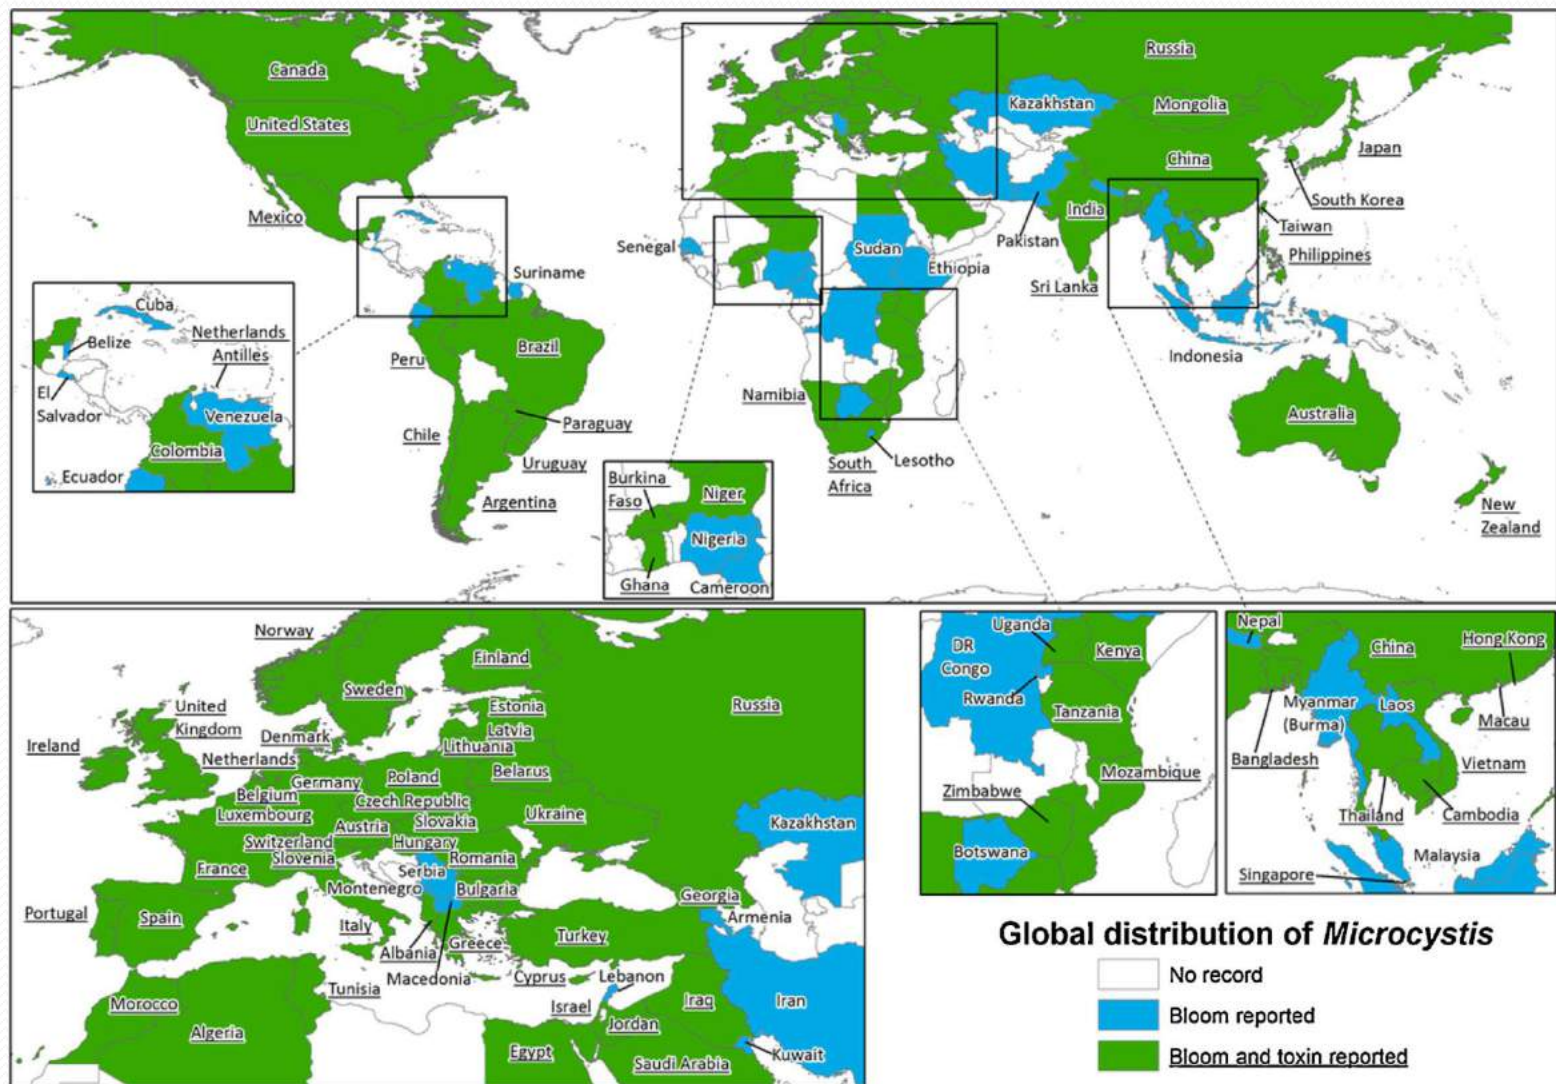 Canada
United States
Mexico
Russia
Kazakhstan
Mongolia
China
Japan
South Korea
Taiwan
India
Pakistan
Philippines
Sri Lanka
Senegal
Sudan
Ethiopia
Suriname
Peru
Brazil
Indonesia
Namibia
Paraguay
Chile
Uruguay
Argentina
South
Africa
Lesotho
Australia
New
Zealand
Cuba
Netherlands
Antilles
Belize
El
Salvador
Venezuela
Colombia
Ecuador
Burkina
Faso
Niger
Nigeria
Ghana
Cameroon
Norway
Finland
Sweden
Russia
United
Kingdom
Estonia
Latvia
Lithuania
Ireland
Denmark
Netherlands
Germany
Poland
Belarus
Belgium
Czech Republic
Luxembourg
Slovakia
Ukraine
Austria
Switzerland
Hungary
Slovenia
Romania
Kazakhstan
France
Serbia
Montenegro
Bulgaria
Georgia
Armenia
Portugal
Spain
Italy
Albania
Greece
Turkey
Macedonia
Cyprus
Lebanon
Tunisia
Morocco
Israel
Iraq
Iran
Algeria
Jordan
Egypt
Saudi Arabia
Kuwait
Uganda
DR
Congo
Kenya
Rwanda
Tanzania
Mozambique
Zimbabwe
Botswana
Nepal
China
Hong Kong
Myanmar
(Burma)
Laos
Macau
Bangladesh
Vietnam
Thailand
Cambodia
Malaysia
Singapore
Global distribution of Microcystis
No record
Bloom reported
Bloom and toxin reported